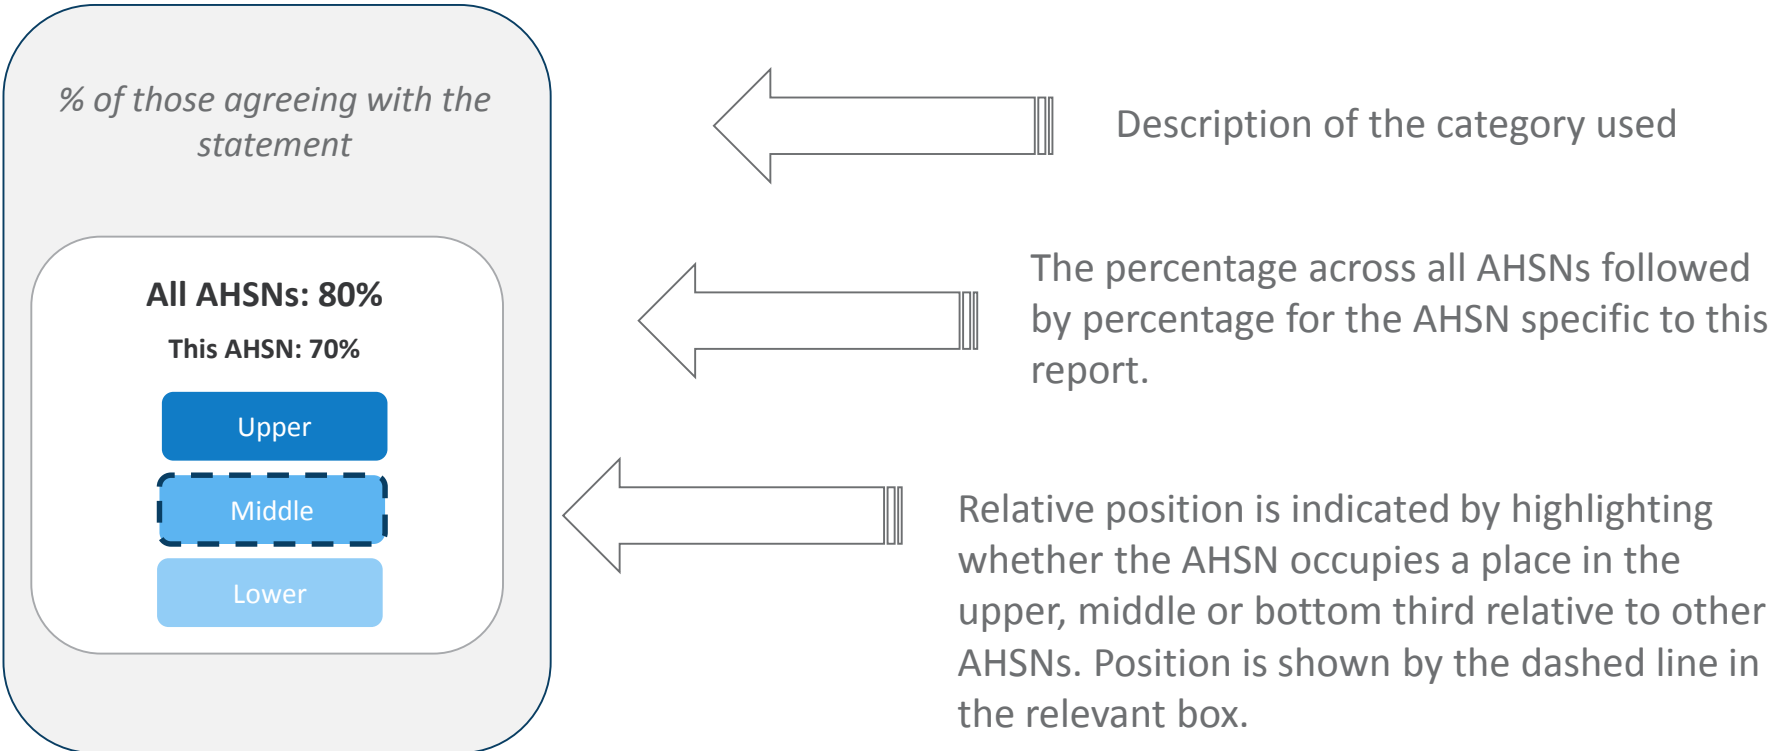 % of those agreeing with the
statement
Description of the category used
All AHSNs: 80%
This AHSN: 70%
The percentage across all AHSNs followed
by percentage for the AHSN specific to this
report.
Upper
Middle
Lower
Relative position is indicated by highlighting
whether the AHSN occupies a place in the
upper, middle or bottom third relative to other
AHSNs. Position is shown by the dashed line in
the relevant box.